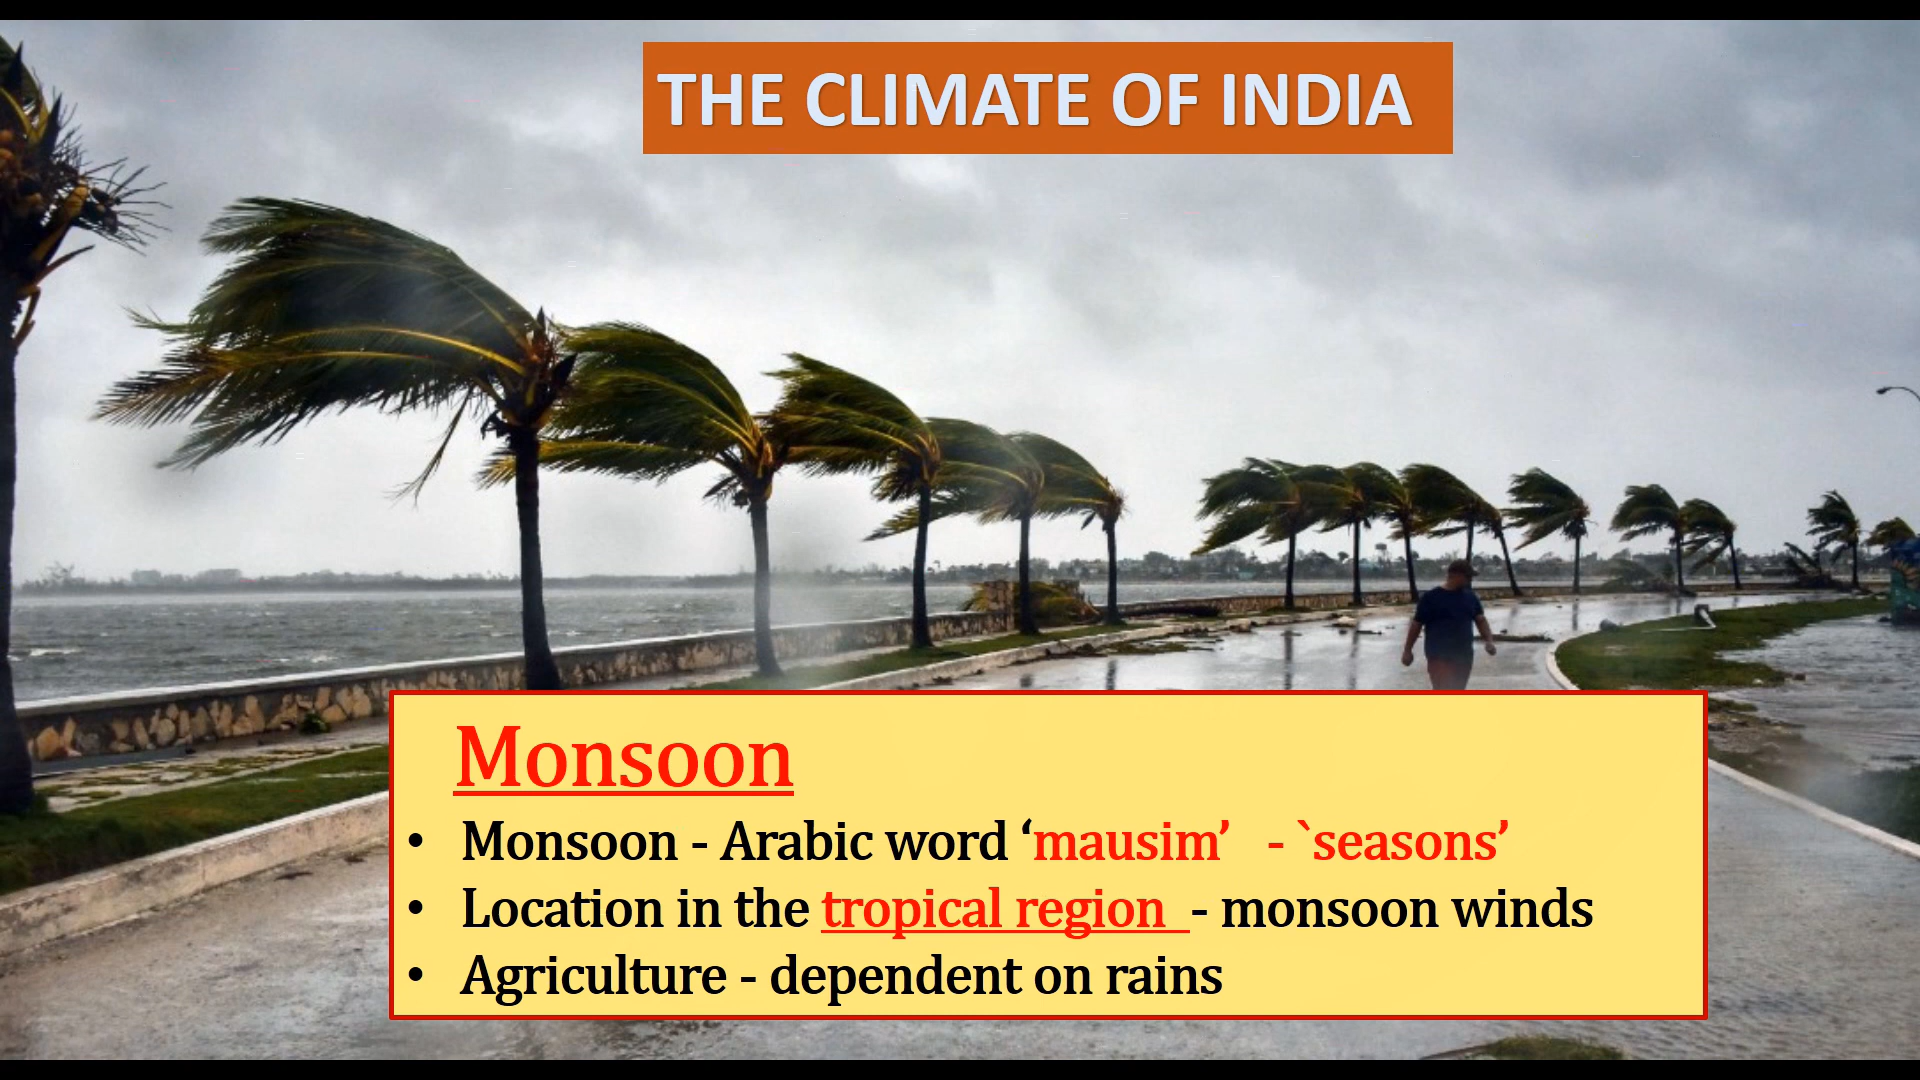 THE CLIMATE OF INDIA
Monsoon
• Monsoon - Arabic word ‘mausim’ - `seasons’
• Location in the tropical region - monsoon winds
• Agriculture - dependent on rains